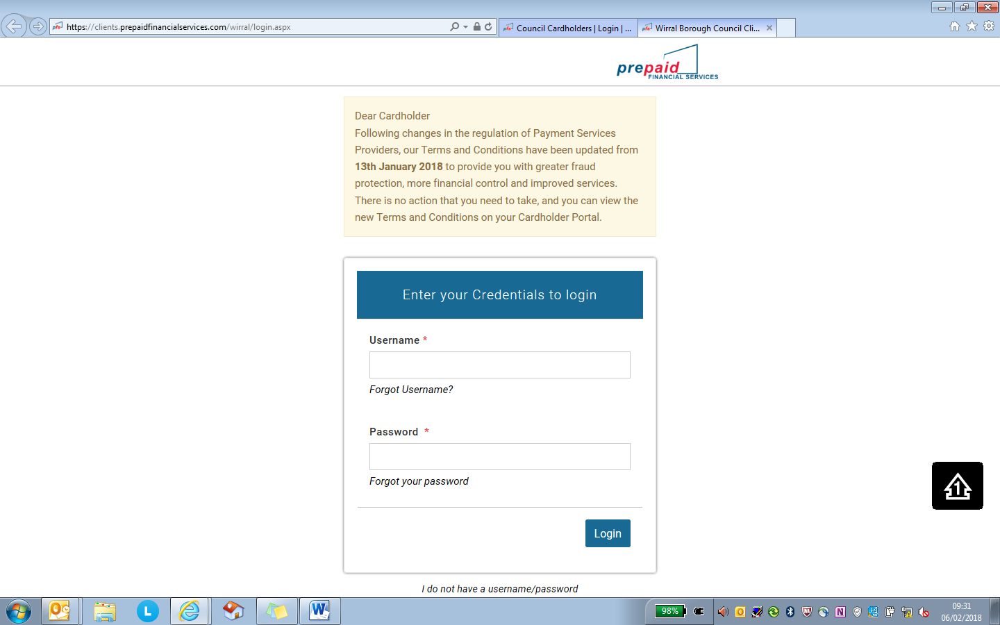 https://clients.prepaidfinancialservices.com/wirral/login.aspx
Council Cardholders | Login | ...
Wirral Borough Council Cli...
pfs
prepaid
FINANCIAL SERVICES
Dear Cardholder
Following changes in the regulation of Payment Services
Providers, our Terms and Conditions have been updated from
13th January 2018 to provide you with greater fraud
protection, more financial control and improved services.
There is no action that you need to take, and you can view the
new Terms and Conditions on your Cardholder Portal.
Enter your Credentials to login
Username *
Forgot Username?
Password *
Forgot your password
1
Login
I do not have a username/password
L
W
98%
N
09:31
06/02/2018